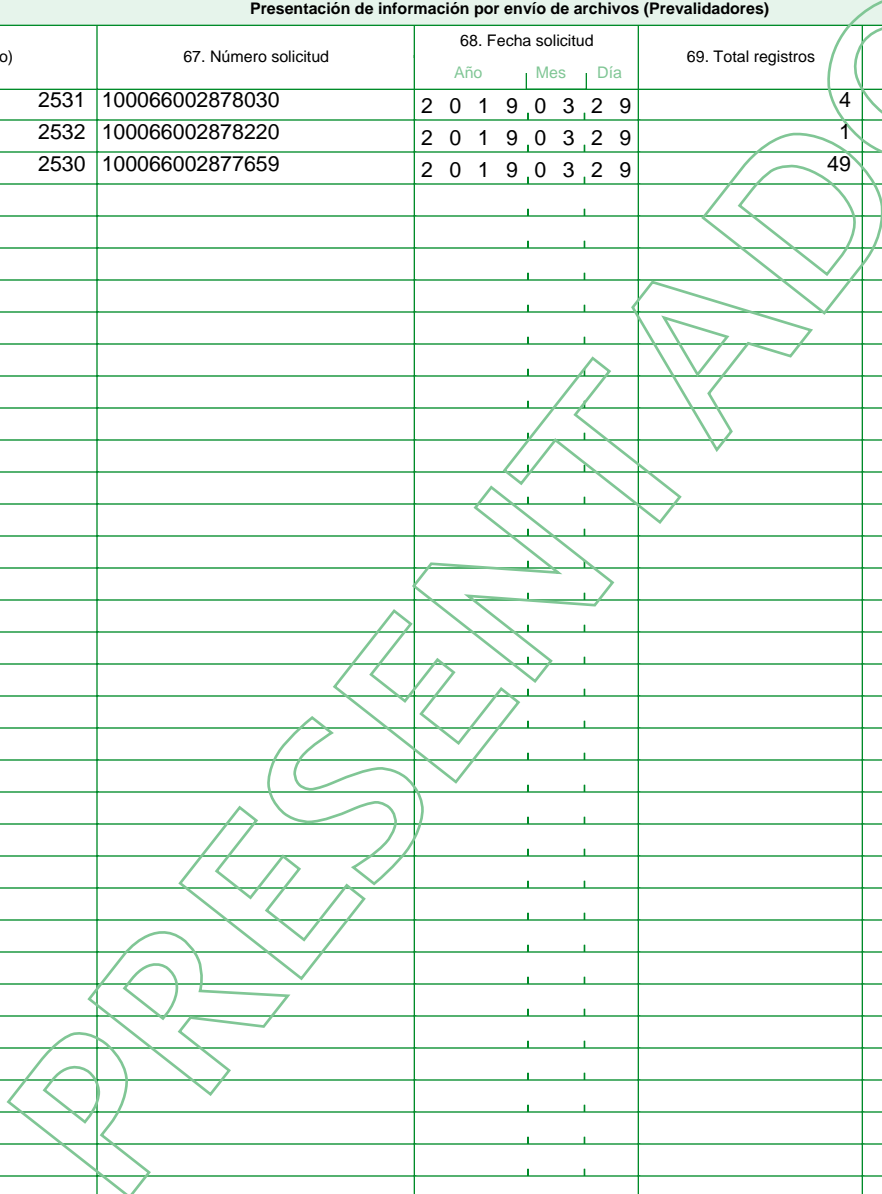 Presentación de información por envío de archivos (Prevalidadores)
o) 67. Número solicitud 68. Fecha solicitud 69. Total registros
Año Mes Día
2531 100066002878030 2 0 1 9 0 3 2 9 4
2532 100066002878220 2 0 1 9 0 3 2 9 1
2530 100066002877659 2 0 1 9 0 3 2 9 49
PRESENTADO